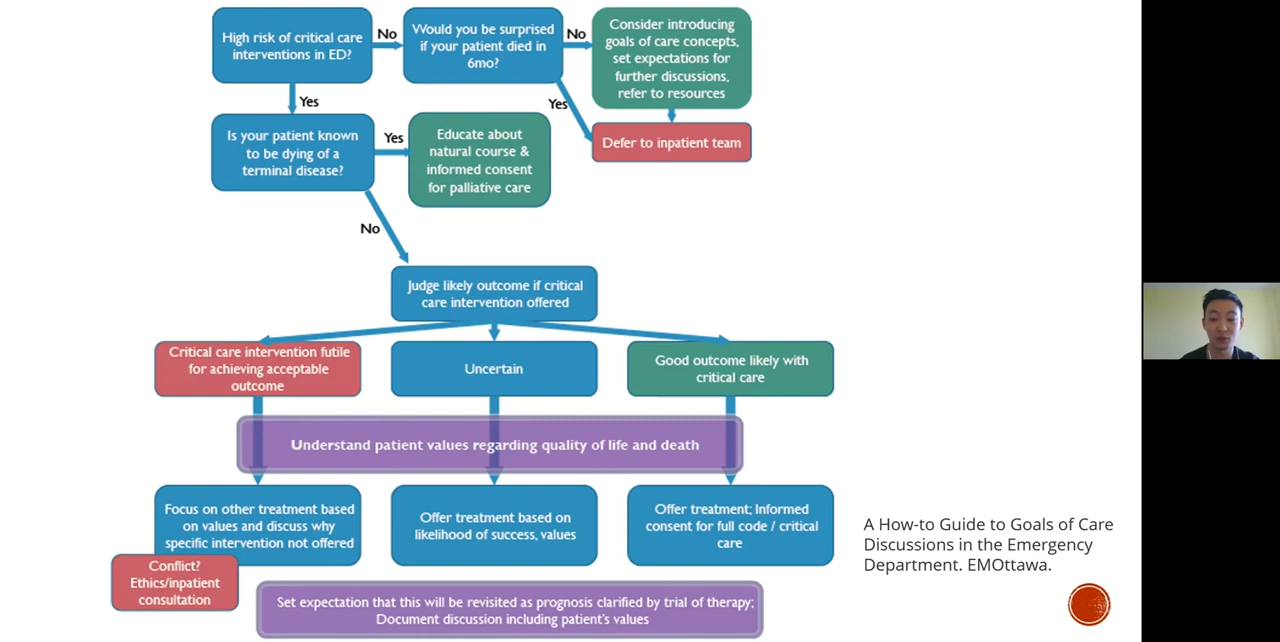 High risk of critical care
interventions in ED?
No
Would you be surprised
if your patient died in
6mo?
No
Consider introducing
goals of care concepts,
set expectations for
further discussions,
refer to resources
Yes
Yes
Defer to inpatient team
Is your patient known
to be dying of a
terminal disease?
Yes
Educate about
natural course &
informed consent
for palliative care
No
Judge likely outcome if critical
care intervention offered
Critical care intervention futile
for achieving acceptable
outcome
Uncertain
Good outcome likely with
critical care
Understand patient values regarding quality of life and death
Focus on other treatment based
on values and discuss why
specific intervention not offered
Offer treatment based on
likelihood of success, values
Offer treatment; Informed
consent for full code / critical
care
Conflict?
Ethics/inpatient
consultation
Set expectation that this will be revisited as prognosis clarified by trial of therapy;
Document discussion including patient's values
A How-to Guide to Goals of Care
Discussions in the Emergency
Department. EMOttawa.